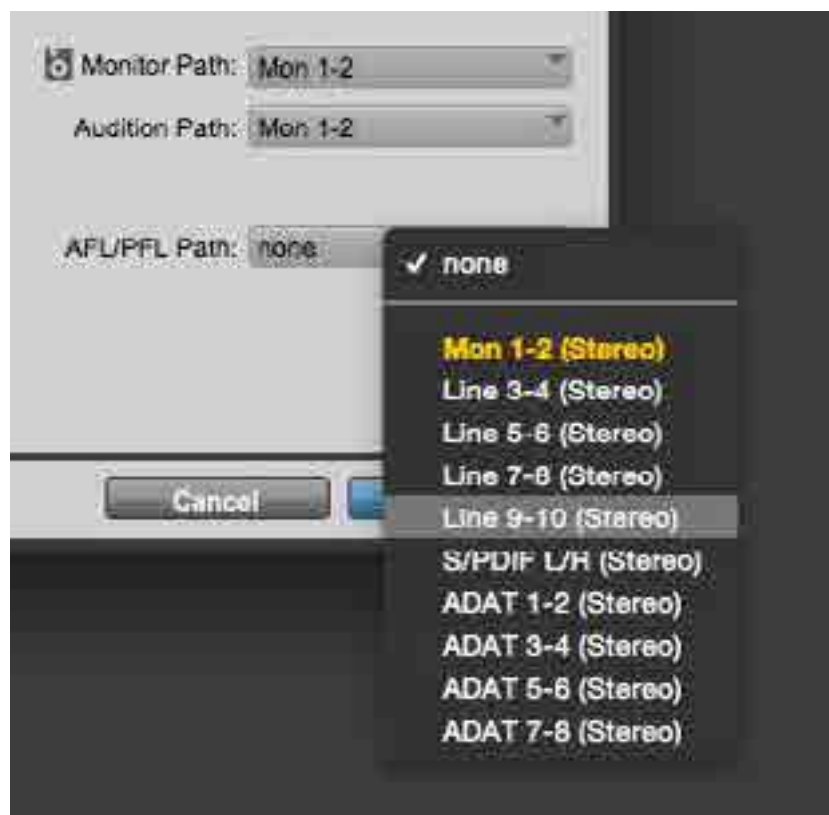 Monitor Path: Mon 1-2
Audition Path: Mon 1-2
AFL/PFL Path: none
✓ none
Mon 1-2 (Stereo)
Line 3-4 (Stereo)
Line 5-6 (Stereo)
Line 7-8 (Stereo)
Cancel
Line 9-10 (Stereo)
S/PDIF L/R (Stereo)
ADAT 1-2 (Stereo)
ADAT 3-4 (Stereo)
ADAT 5-6 (Stereo)
ADAT 7-8 (Stereo)